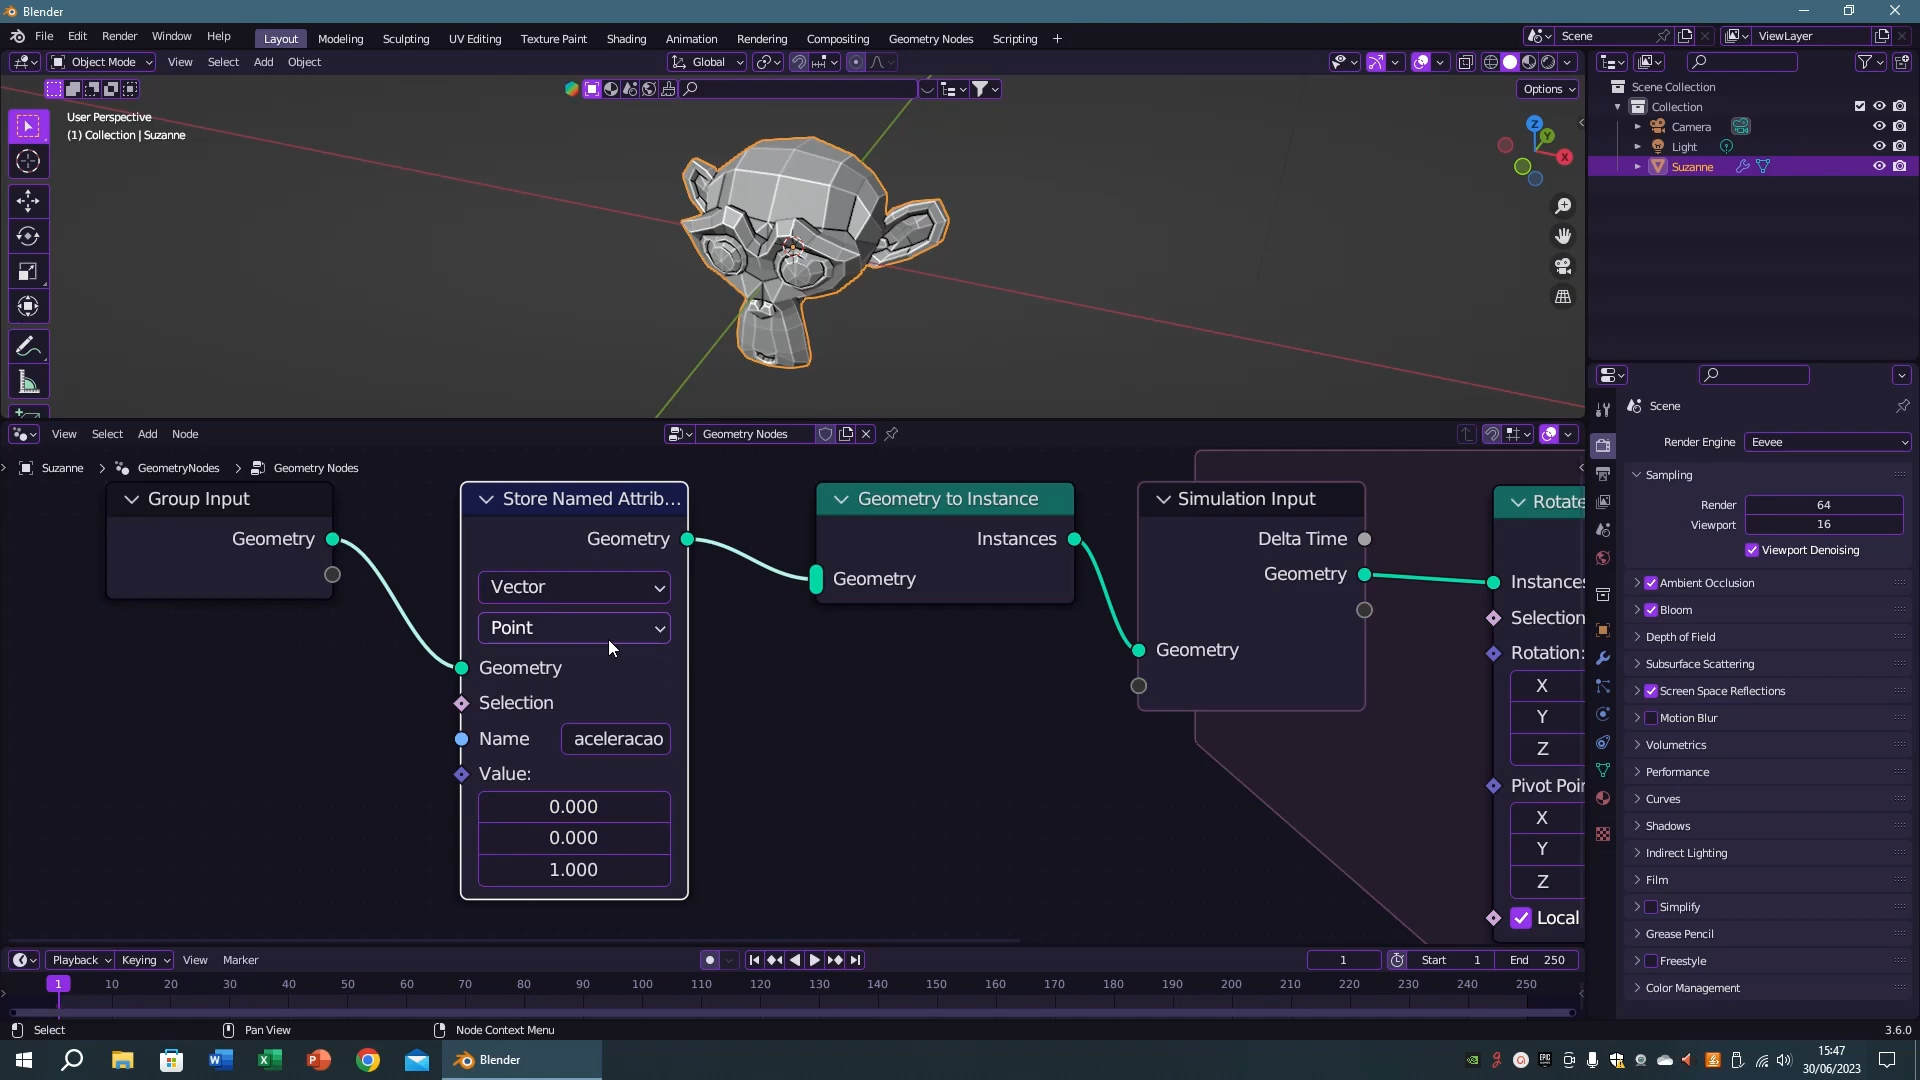 Blender
File Edit Render Window Help
Layout Modeling Sculpting UV Editing Texture Paint Shading Animation Rendering Compositing Geometry Nodes Scripting +
Scene
ViewLayer
Object Mode View Select Add Object
Global
Options
User Perspective
(1) Collection | Suzanne
Z
Y
X
Scene Collection
Collection
Camera
Light
Suzanne
View Select Add Node
Geometry Nodes
Suzanne > GeometryNodes > Geometry Nodes
Group Input
Geometry
Store Named Attrib...
Geometry
Vector
Point
Geometry
Selection
Name aceleracao
Value:
0.000
0.000
1.000
Geometry to Instance
Instances
Geometry
Simulation Input
Delta Time
Geometry
Geometry
Rotate
Instances
Selection
Rotation:
X
Y
Z
Pivot Poin
X
Y
Z
Local
Scene
Render Engine Eevee
Sampling
Render 64
Viewport 16
Viewport Denoising
Ambient Occlusion
Bloom
Depth of Field
Subsurface Scattering
Screen Space Reflections
Motion Blur
Volumetrics
Performance
Curves
Shadows
Indirect Lighting
Film
Simplify
Grease Pencil
Freestyle
Color Management
Playback Keying View Marker
1
Start 1
End 250
1 10 20 30 40 50 60 70 80 90 100 110 120 130 140 150 160 170 180 190 200 210 220 230 240 250
Select
Pan View
Node Context Menu
3.6.0
Blender
15:47
30/06/2023